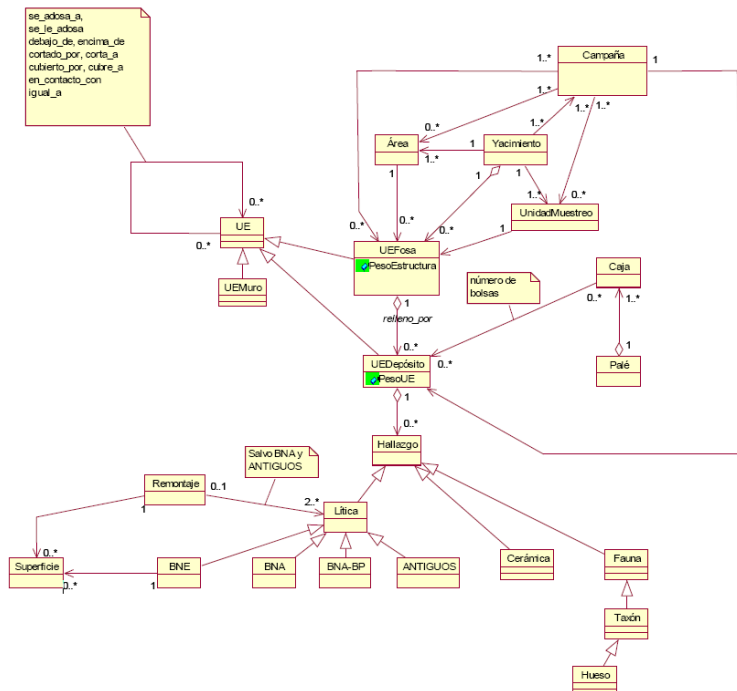 se_adosa_a,
se_le_adosa
debajo_de, encima_de
cortado_por, corta_a
cubierto_por, cubre_a
en_contacto_con
igual_a
1..*
Campaña
1
1..*
1..*
1..*
0..*
Área
1
1..*
Yacimiento
1
1
1
1..*
0..*
UnidadMuestreo
0..*
UE
0..*
0..*
0..*
0..*
1
UEFosa
PesoEstructura
UEMuro
1
relleno_por
número de
bolsas
Caja
0..*
1..*
0..*
UEDepósito
PesoUE
0..*
1
Palé
1
0..*
Hallazgo
Salvo BNA y
ANTIGUOS
Remontaje
0..1
1
2..*
Lítica
0..*
Superficie
0..*
1
BNE
BNA
BNA-BP
ANTIGUOS
Cerámica
Fauna
Taxón
Hueso